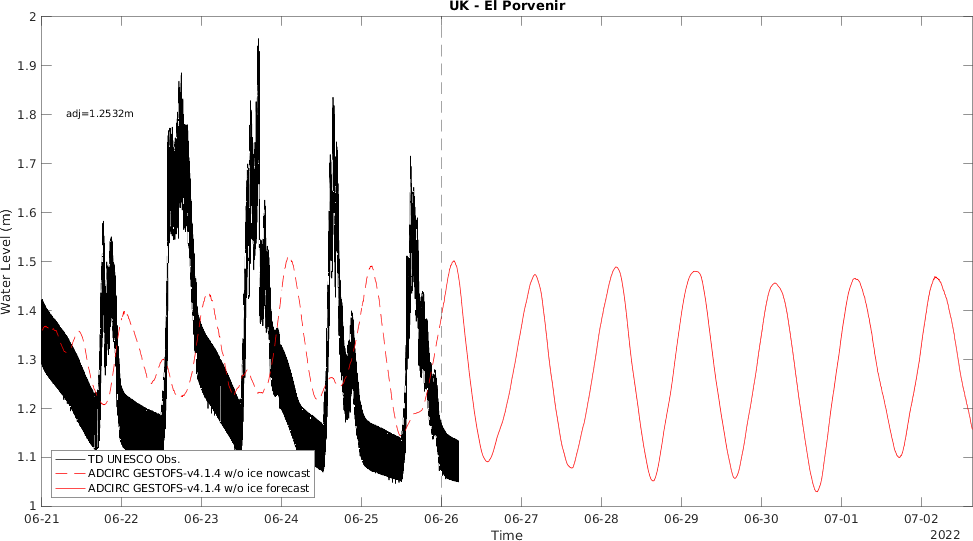 UK - El Porvenir
2
1.9
1.8
1.7
1.6
1.5
1.4
1.3
1.2
1.1
1
Water Level (m)
adj=1.2532m
TD UNESCO Obs.
ADCIRC GESTOFS-v4.1.4 w/o ice nowcast
ADCIRC GESTOFS-v4.1.4 w/o ice forecast
06-21 06-22 06-23 06-24 06-25 06-26 06-27 06-28 06-29 06-30 07-01 07-02
Time
2022